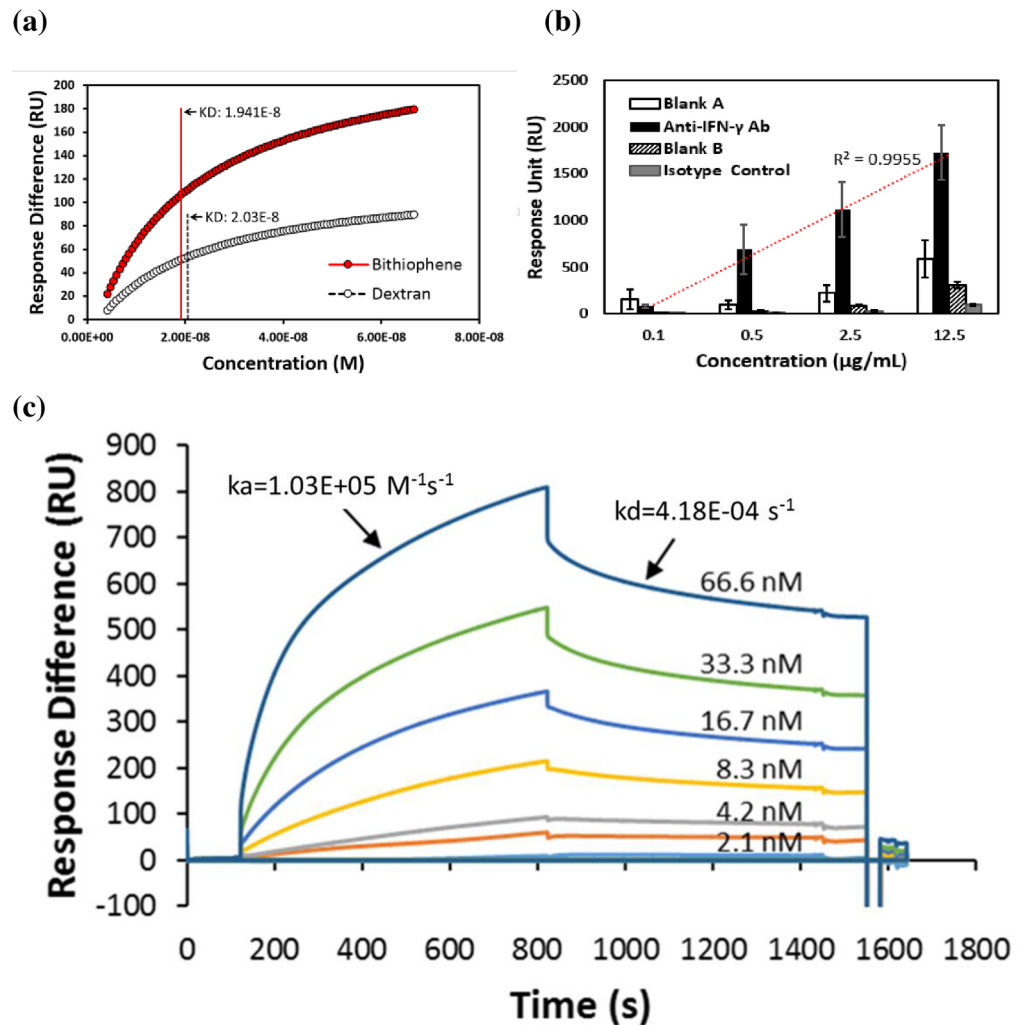 (a)
Response Difference (RU)
200
180
160
140
120
100
80
60
40
20
0
KD: 1.941E-8
KD: 2.03E-8
Bithiophene
Dextran
0.00E+00 2.00E-08 4.00E-08 6.00E-08 8.00E-08
Concentration (M)
(b)
Response Unit (RU)
2500
2000
1500
1000
500
0
Blank A
Anti-IFN-γ Ab
Blank B
Isotype Control
R² = 0.9955
0.1 0.5 2.5 12.5
Concentration (µg/mL)
(c)
Response Difference (RU)
900
800
700
600
500
400
300
200
100
0
-100
ka=1.03E+05 M⁻¹s⁻¹
kd=4.18E-04 s⁻¹
66.6 nM
33.3 nM
16.7 nM
8.3 nM
4.2 nM
2.1 nM
0 200 400 600 800 1000 1200 1400 1600 1800
Time (s)